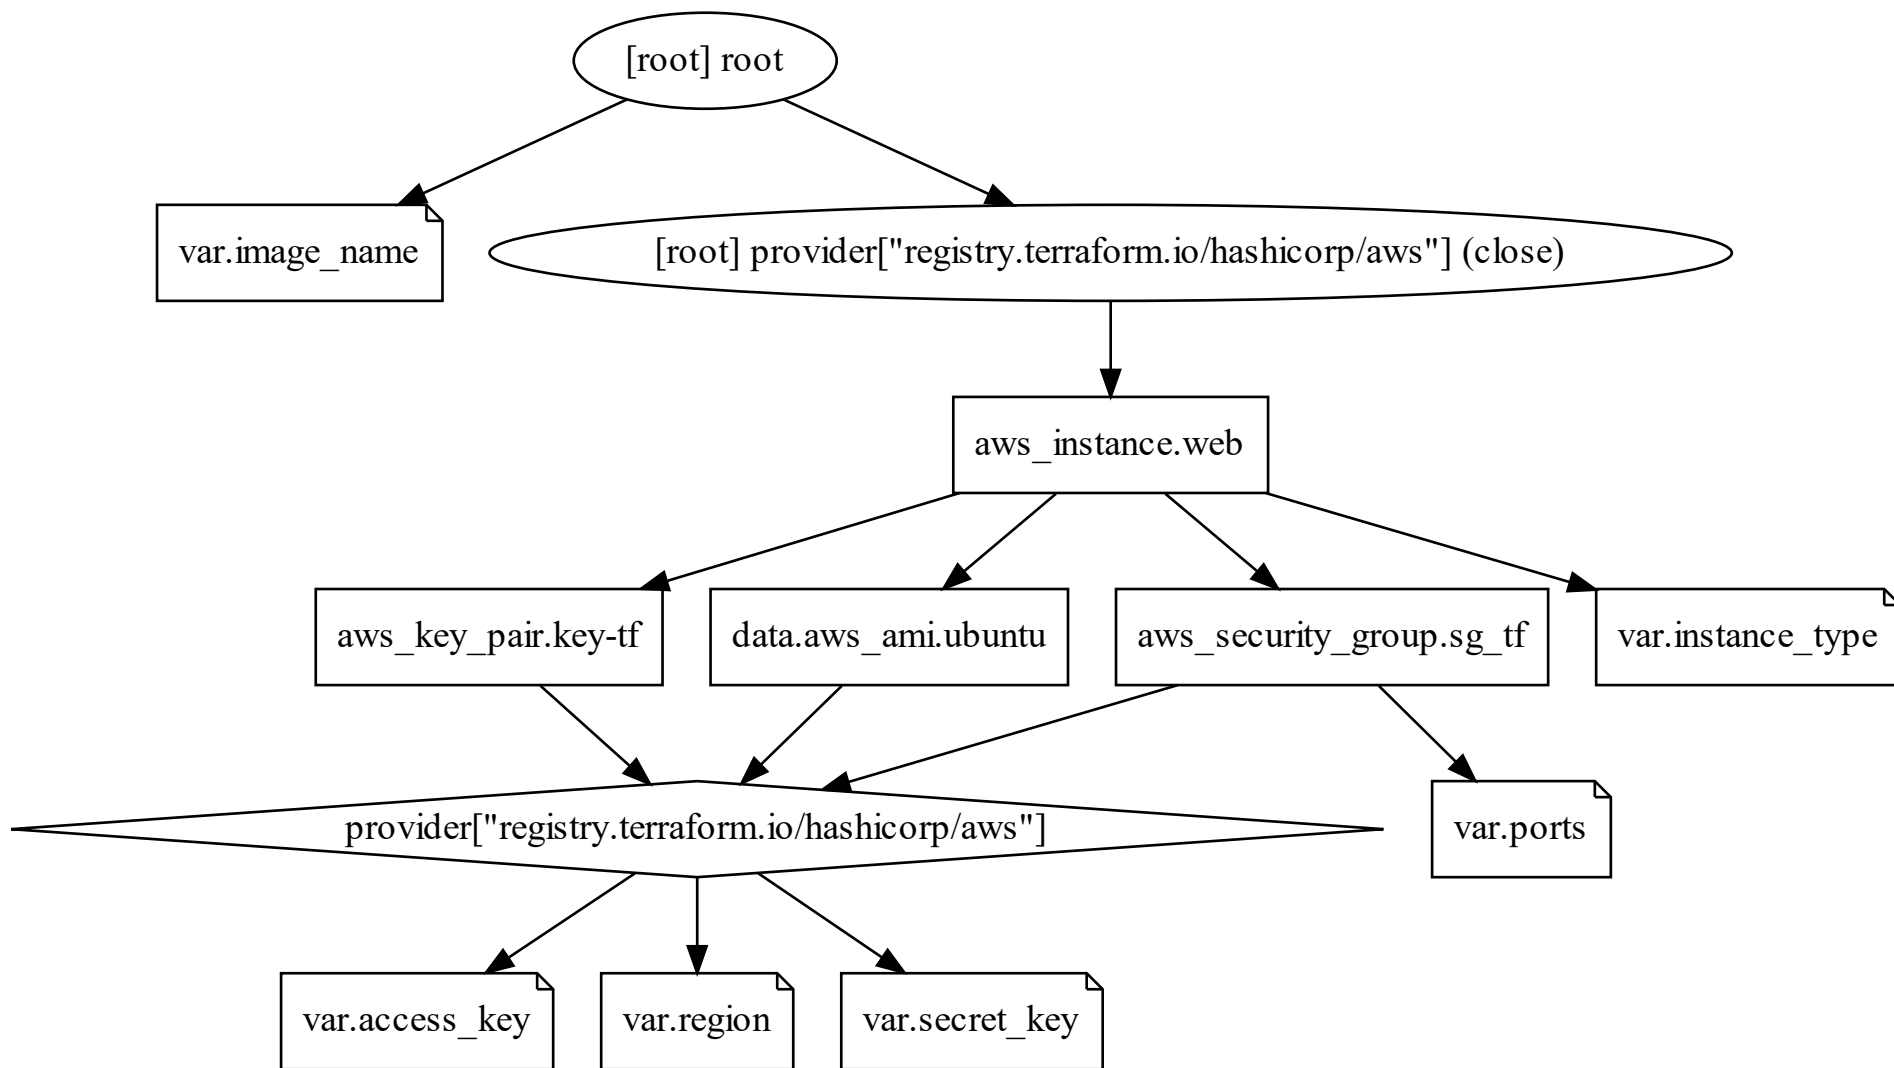 [root] root
var.image_name
[root] provider["registry.terraform.io/hashicorp/aws"] (close)
aws_instance.web
aws_key_pair.key-tf
data.aws_ami.ubuntu
aws_security_group.sg_tf
var.instance_type
provider["registry.terraform.io/hashicorp/aws"]
var.ports
var.access_key
var.region
var.secret_key